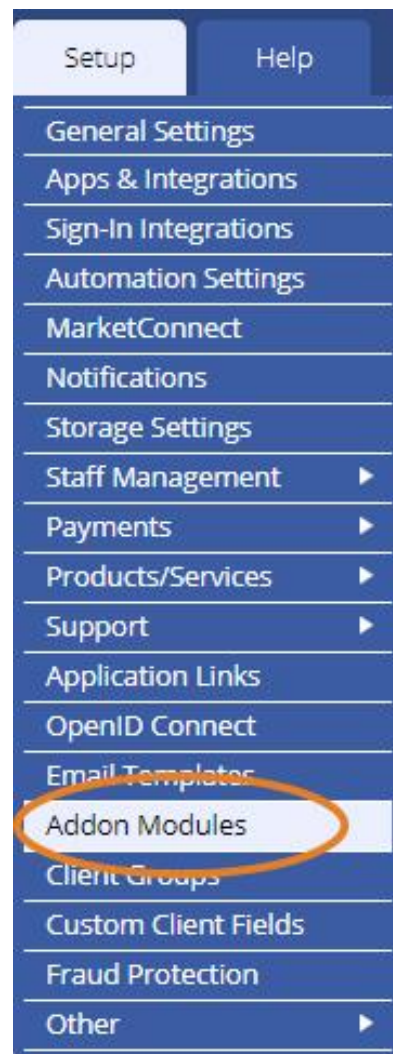 Setup Help
General Settings
Apps & Integrations
Sign-In Integrations
Automation Settings
MarketConnect
Notifications
Storage Settings
Staff Management
Payments
Products/Services
Support
Application Links
OpenID Connect
Email Templates
Addon Modules
Client Groups
Custom Client Fields
Fraud Protection
Other